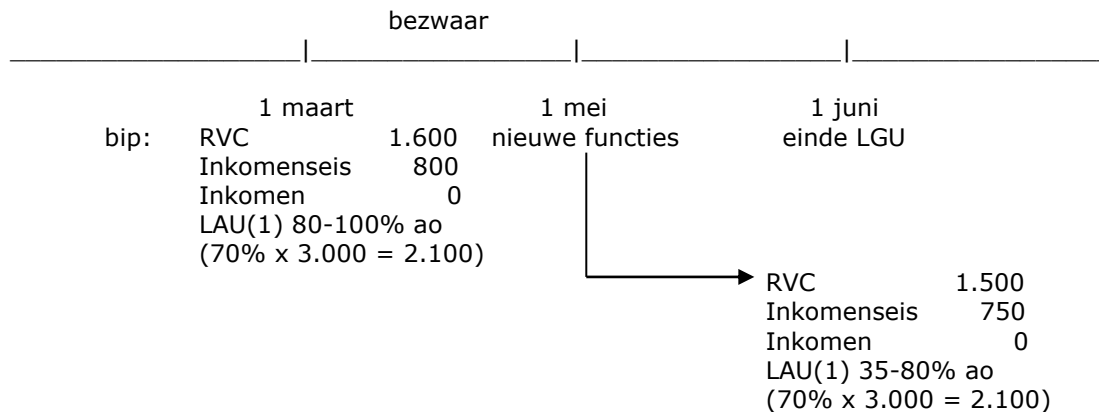 bezwaar
1 maart 1 mei 1 juni
bip: RVC 1.600 nieuwe functies einde LGU
Inkomenseis 800
Inkomen 0
LAU(1) 80-100% ao
(70% x 3.000 = 2.100)
RVC 1.500
Inkomenseis 750
Inkomen 0
LAU(1) 35-80% ao
(70% x 3.000 = 2.100)